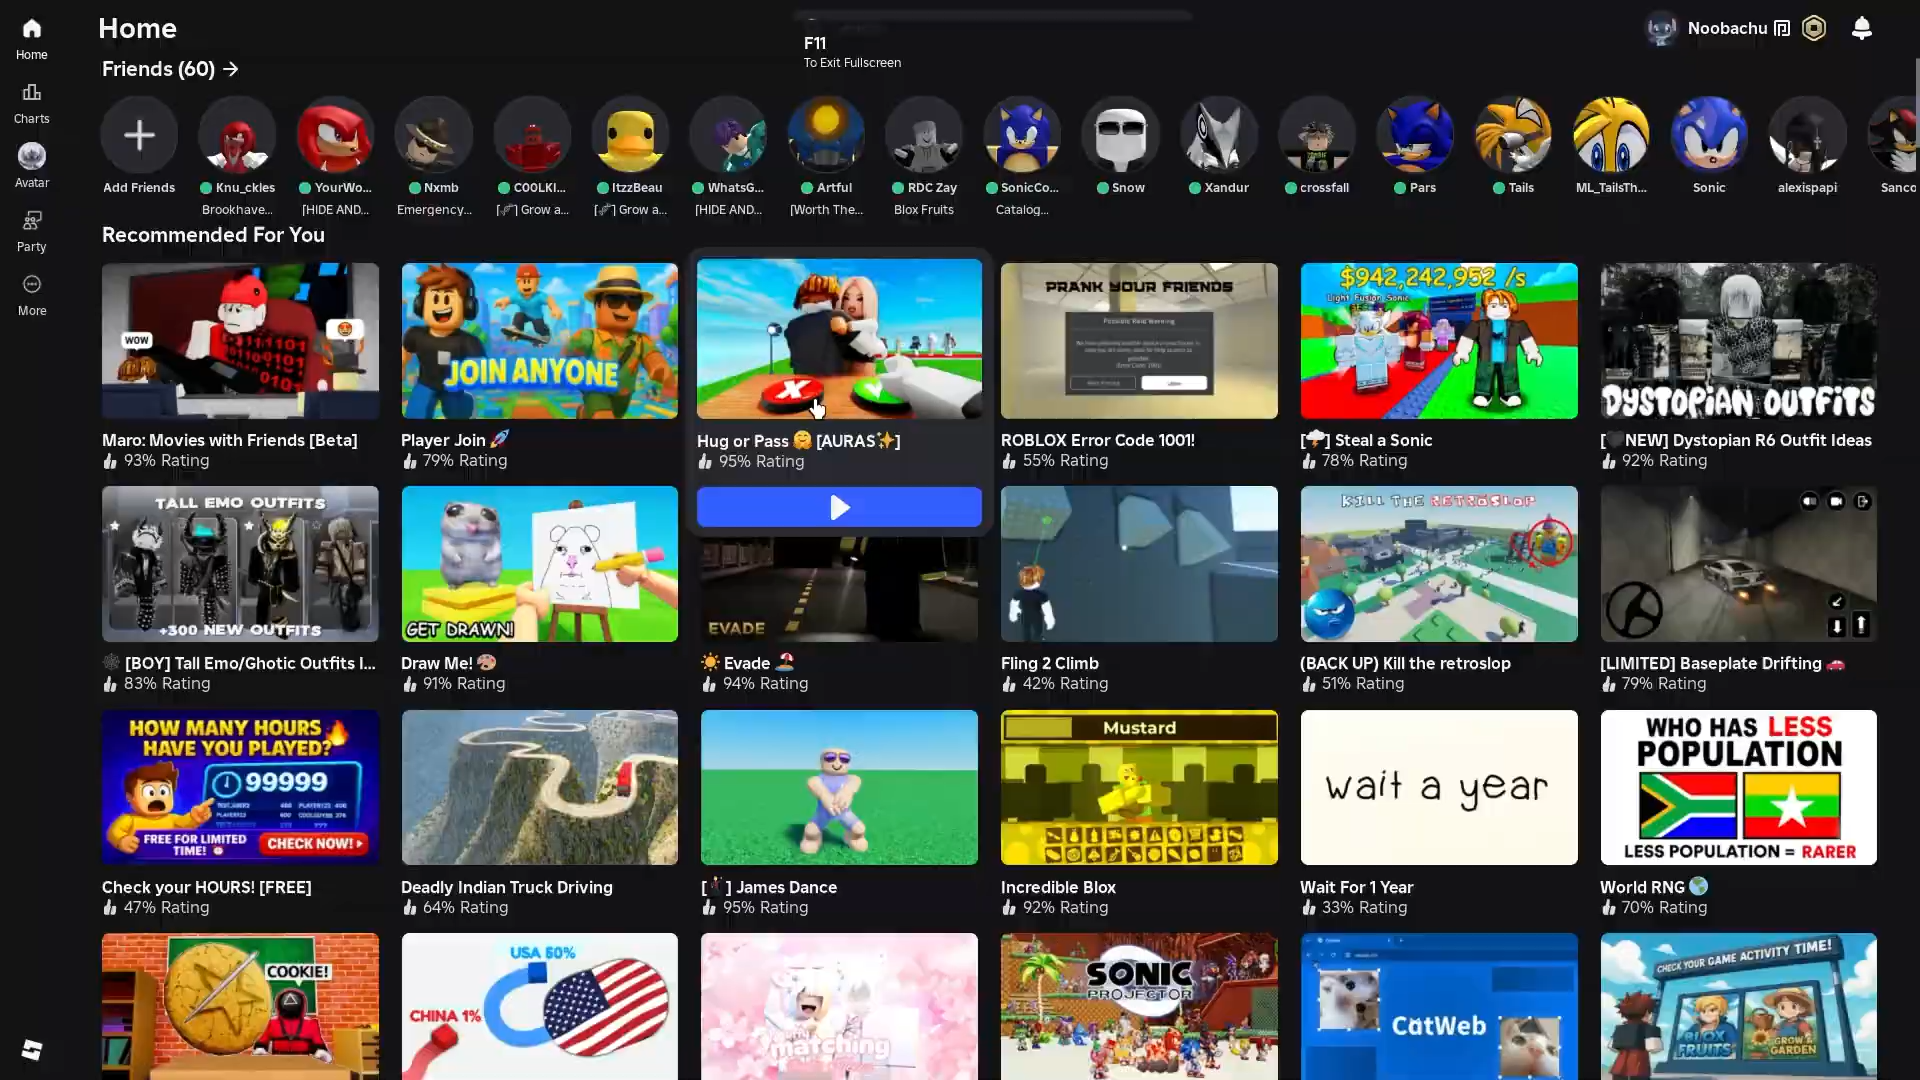 Home
F11
To Exit Fullscreen
Noobachu
Home
Charts
Avatar
Party
More
Friends (60)
Add Friends
Knu_ckles
YourWo...
Nxmb
C00LKI...
ItzzBeau
WhatsG...
Artful
RDC Zay
SonicCo...
Snow
Xandur
crossfall
Pars
Tails
ML_TailsTh...
Sonic
alexispapi
Sanco
Brookhave...
[HIDE AND...
Emergency...
Grow a...
Grow a...
[HIDE AND...
[Worth The...
Blox Fruits
Catalog...
Recommended For You
WOW
JOIN ANYONE
PRANK YOUR FRIENDS
$942,242,952 /s
Light Fusion Sonic
DYSTOPIAN OUTFITS
Maro: Movies with Friends [Beta]
Player Join 🚀
Hug or Pass 🤗 [AURAS✨]
ROBLOX Error Code 1001!
[🌩️] Steal a Sonic
[🖤NEW] Dystopian R6 Outfit Ideas
93% Rating
79% Rating
95% Rating
55% Rating
78% Rating
92% Rating
TALL EMO OUTFITS
+300 NEW OUTFITS
GET DRAWN!
EVADE
KILL THE RETROSLOP
🕸️ [BOY] Tall Emo/Ghotic Outfits I...
Draw Me! 🎨
☀️ Evade 🏖️
Fling 2 Climb
(BACK UP) Kill the retroslop
[LIMITED] Baseplate Drifting 🚗
83% Rating
91% Rating
94% Rating
42% Rating
51% Rating
79% Rating
HOW MANY HOURS
HAVE YOU PLAYED?
99999
FREE FOR LIMITED
TIME!
CHECK NOW!
Mustard
wait a year
WHO HAS LESS
POPULATION
LESS POPULATION = RARER
Check your HOURS! [FREE]
Deadly Indian Truck Driving
[🕴️] James Dance
Incredible Blox
Wait For 1 Year
World RNG 🌎
47% Rating
64% Rating
95% Rating
92% Rating
33% Rating
70% Rating
COOKIE!
USA 50%
CHINA 1%
matching
SONIC
PROJECTOR
CatWeb
CHECK YOUR GAME ACTIVITY TIME!
BLOX
FRUITS
GROW A
GARDEN